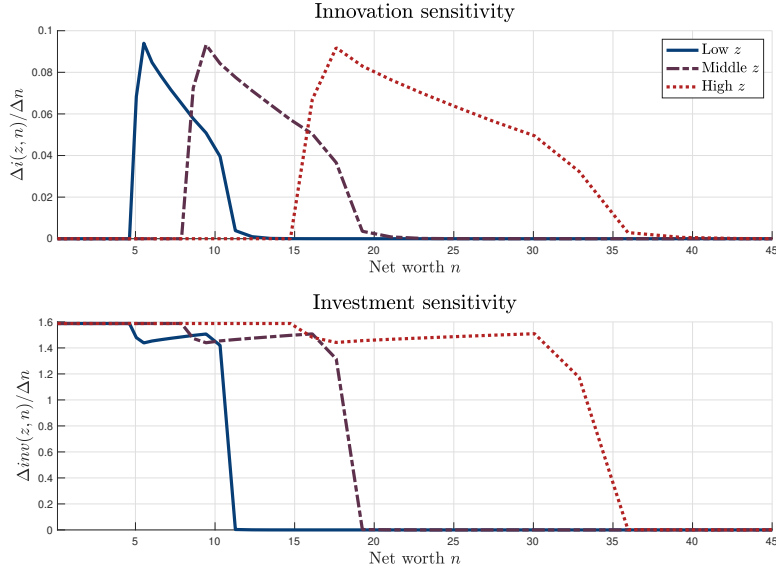 Innovation sensitivity
0.1
0.08
0.06
0.04
0.02
0
Δi(z, n)/Δn
Low z
Middle z
High z
5 10 15 20 25 30 35 40 45
Net worth n
Investment sensitivity
1.6
1.4
1.2
1
0.8
0.6
0.4
0.2
0
Δinv(z, n)/Δn
5 10 15 20 25 30 35 40 45
Net worth n